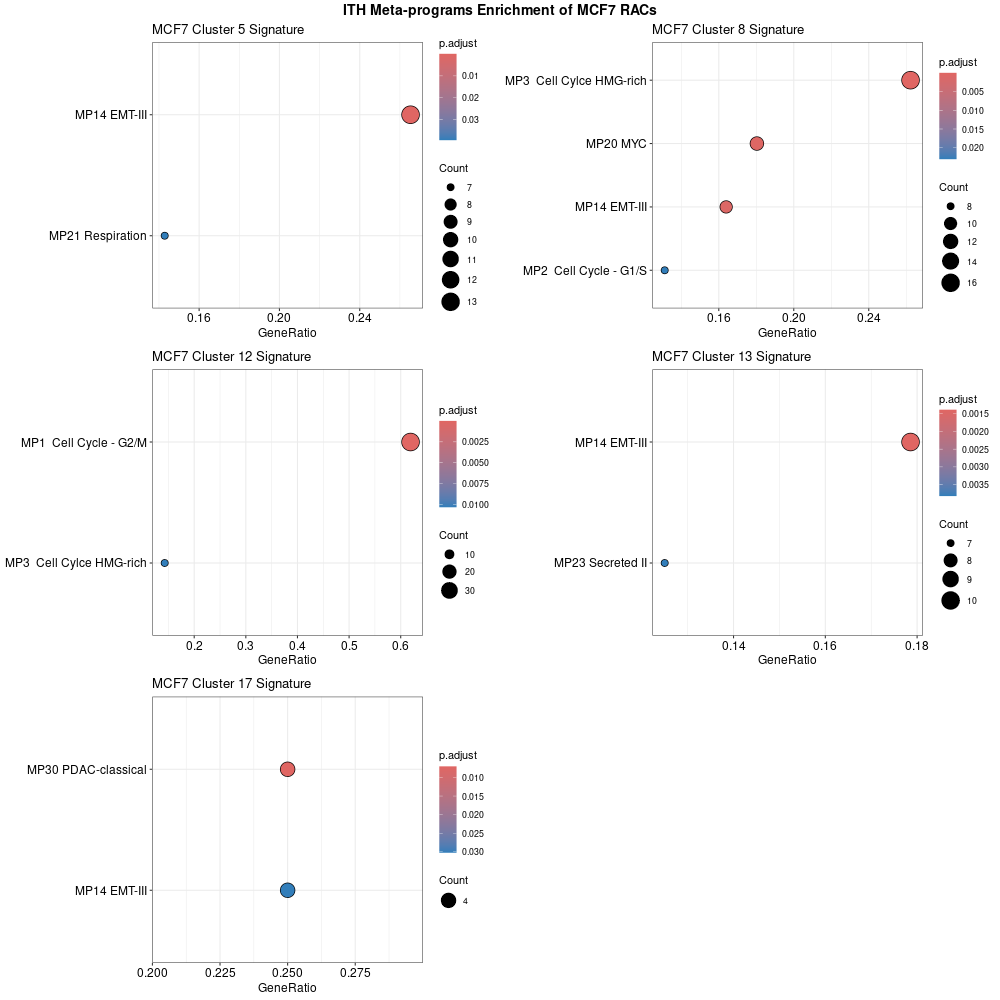 ITH Meta-programs Enrichment of MCF7 RACs
MCF7 Cluster 5 Signature
MP14 EMT-III
MP21 Respiration
0.16 0.20 0.24
GeneRatio
p.adjust
0.01
0.02
0.03
Count
7
8
9
10
11
12
13
MCF7 Cluster 8 Signature
MP3 Cell Cylce HMG-rich
MP20 MYC
MP14 EMT-III
MP2 Cell Cycle - G1/S
0.16 0.20 0.24
GeneRatio
p.adjust
0.005
0.010
0.015
0.020
Count
8
10
12
14
16
MCF7 Cluster 12 Signature
MP1 Cell Cycle - G2/M
MP3 Cell Cylce HMG-rich
0.2 0.3 0.4 0.5 0.6
GeneRatio
p.adjust
0.0025
0.0050
0.0075
0.0100
Count
10
20
30
MCF7 Cluster 13 Signature
MP14 EMT-III
MP23 Secreted II
0.14 0.16 0.18
GeneRatio
p.adjust
0.0015
0.0020
0.0025
0.0030
0.0035
Count
7
8
9
10
MCF7 Cluster 17 Signature
MP30 PDAC-classical
MP14 EMT-III
0.200 0.225 0.250 0.275
GeneRatio
p.adjust
0.010
0.015
0.020
0.025
0.030
Count
4